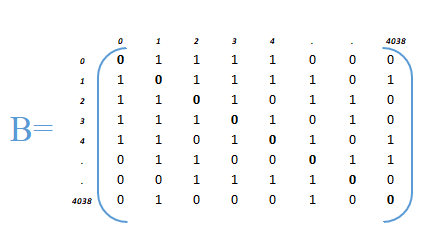 0 1 2 3 4 . . 4038
0 0 1 1 1 1 0 0 0
1 1 0 1 1 1 1 0 1
2 1 1 0 1 0 1 1 0
3 1 1 1 0 1 0 1 0
B=
4 1 1 0 1 0 1 0 1
. 0 1 1 0 0 0 1 1
. 0 0 1 1 1 1 0 0
4038 0 1 0 0 0 1 0 0